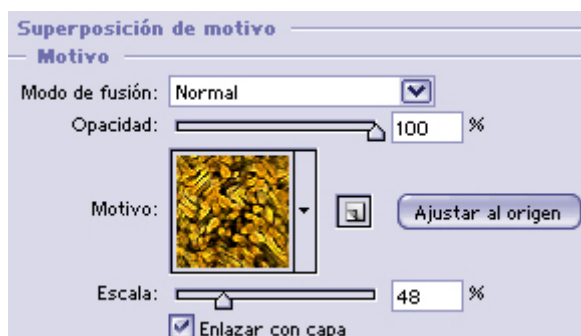 Superposición de motivo
Motivo
Modo de fusión: Normal
Opacidad: 100 %
Motivo: Ajustar al origen
Escala: 48 %
Enlazar con capa